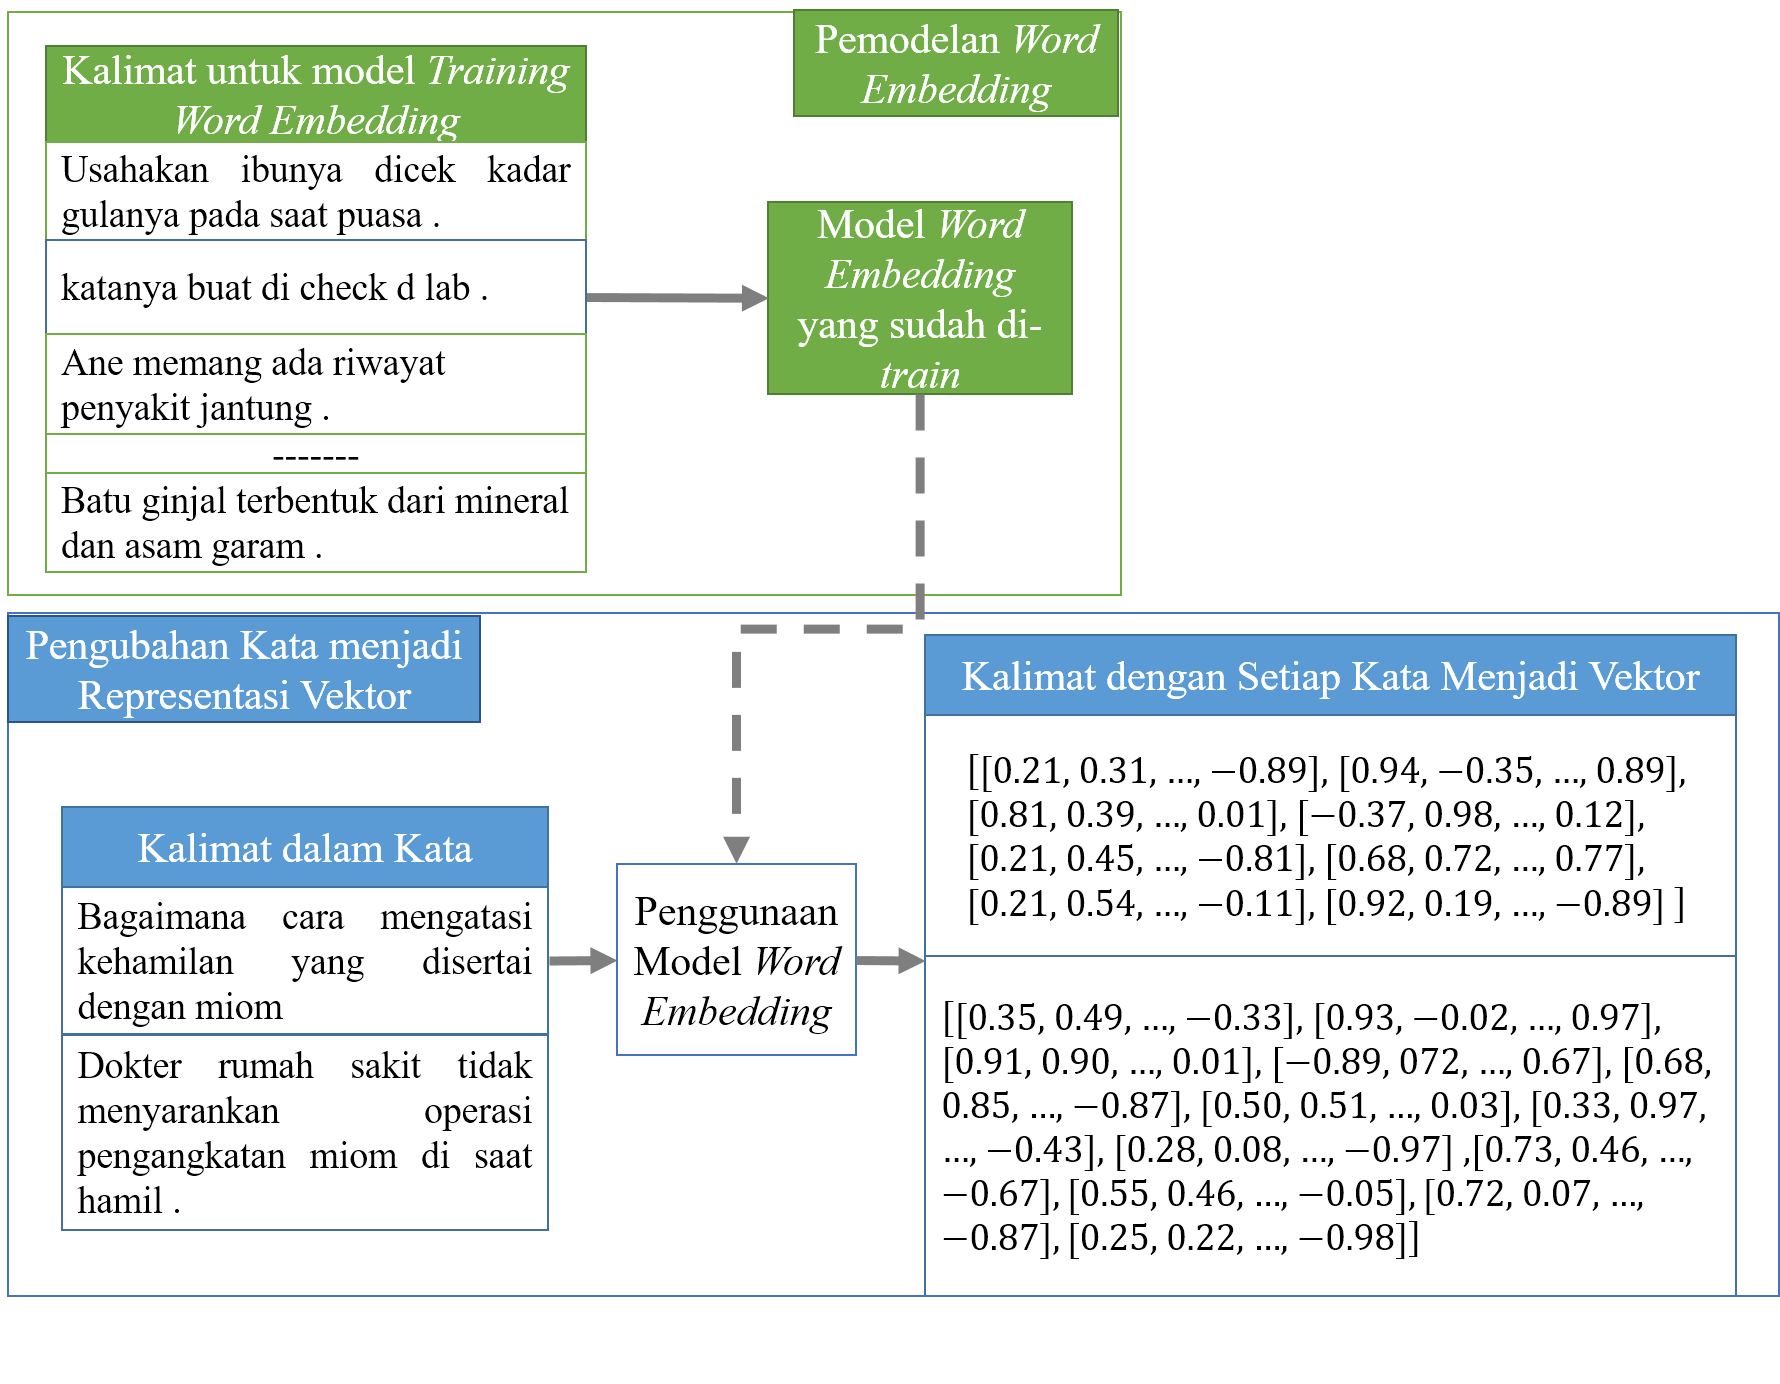 Pemodelan Word
Embedding
Kalimat untuk model Training
Word Embedding
Usahakan ibunya dicek kadar
gulanya pada saat puasa .
katanya buat di check d lab .
Ane memang ada riwayat
penyakit jantung .
-------
Batu ginjal terbentuk dari mineral
dan asam garam .
Model Word
Embedding
yang sudah di-
train
Pengubahan Kata menjadi
Representasi Vektor
Kalimat dalam Kata
Bagaimana cara mengatasi
kehamilan yang disertai
dengan miom
Dokter rumah sakit tidak
menyarankan operasi
pengangkatan miom di saat
hamil .
Penggunaan
Model Word
Embedding
Kalimat dengan Setiap Kata Menjadi Vektor
[[0.21, 0.31, …, −0.89], [0.94, −0.35, …, 0.89],
[0.81, 0.39, …, 0.01], [−0.37, 0.98, …, 0.12],
[0.21, 0.45, …, −0.81], [0.68, 0.72, …, 0.77],
[0.21, 0.54, …, −0.11], [0.92, 0.19, …, −0.89] ]
[[0.35, 0.49, …, −0.33], [0.93, −0.02, …, 0.97],
[0.91, 0.90, …, 0.01], [−0.89, 072, …, 0.67], [0.68,
0.85, …, −0.87], [0.50, 0.51, …, 0.03], [0.33, 0.97,
…, −0.43], [0.28, 0.08, …, −0.97] ,[0.73, 0.46, …,
−0.67], [0.55, 0.46, …, −0.05], [0.72, 0.07, …,
−0.87], [0.25, 0.22, …, −0.98]]